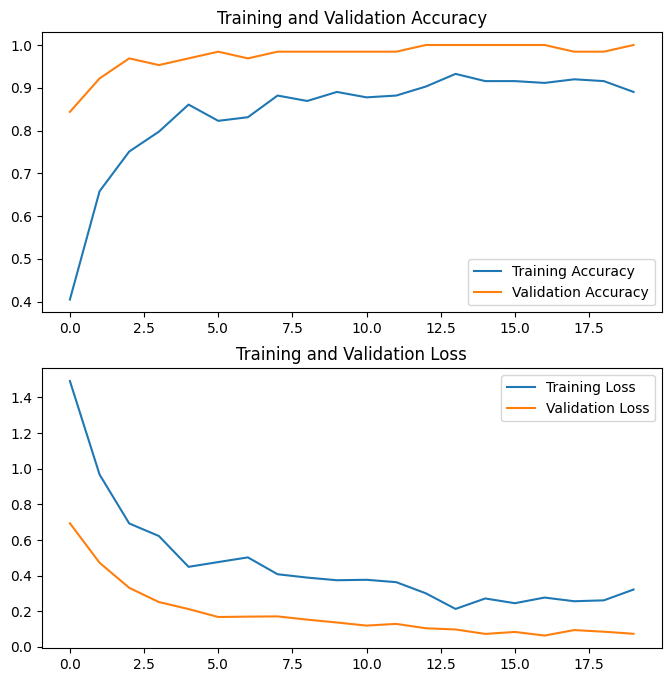 Training and Validation Accuracy
1.0
0.9
0.8
0.7
0.6
0.5
0.4
Training Accuracy
Validation Accuracy
0.0 2.5 5.0 7.5 10.0 12.5 15.0 17.5
Training and Validation Loss
1.4
1.2
1.0
0.8
0.6
0.4
0.2
0.0
Training Loss
Validation Loss
0.0 2.5 5.0 7.5 10.0 12.5 15.0 17.5